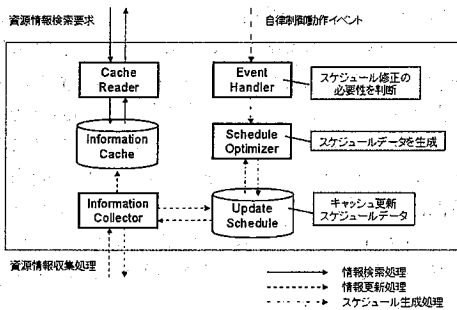 資源情報検索要求
自律制御動作イベント
Cache
Reader
Event
Handler
スケジュール修正の
必要性を判断
Information
Cache
Schedule
Optimizer
スケジュールデータを生成
Information
Collector
Update
Schedule
キャッシュ更新
スケジュールデータ
資源情報収集処理
情報検索処理
情報更新処理
スケジュール生成処理